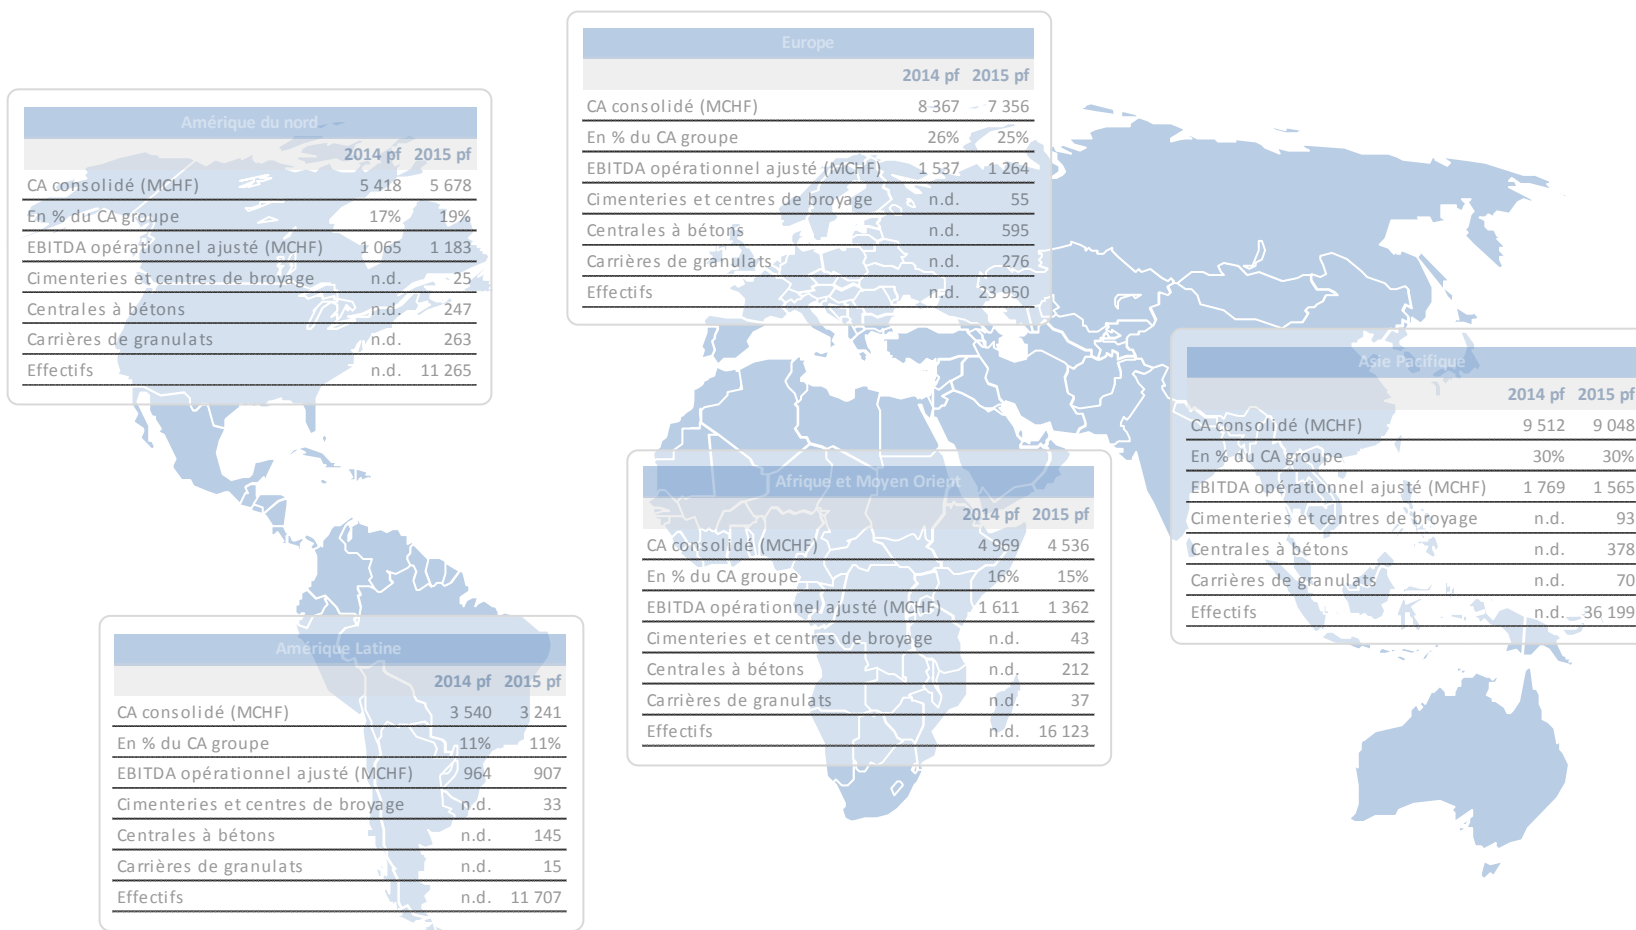 Europe
2014 pf 2015 pf
CA consolidé (MCHF) 8 367 7 356
En % du CA groupe 26% 25%
EBITDA opérationnel ajusté (MCHF) 1 537 1 264
Cimenteries et centres de broyage n.d. 55
Centrales à bétons n.d. 595
Carrières de granulats n.d. 276
Effectifs n.d. 23 950
Amérique du nord
2014 pf 2015 pf
CA consolidé (MCHF) 5 418 5 678
En % du CA groupe 17% 19%
EBITDA opérationnel ajusté (MCHF) 1 065 1 183
Cimenteries et centres de broyage n.d. 25
Centrales à bétons n.d. 247
Carrières de granulats n.d. 263
Effectifs n.d. 11 265
Asie Pacifique
2014 pf 2015 pf
CA consolidé (MCHF) 9 512 9 048
En % du CA groupe 30% 30%
EBITDA opérationnel ajusté (MCHF) 1 769 1 565
Cimenteries et centres de broyage n.d. 93
Centrales à bétons n.d. 378
Carrières de granulats n.d. 70
Effectifs n.d. 36 199
Afrique et Moyen Orient
2014 pf 2015 pf
CA consolidé (MCHF) 4 969 4 536
En % du CA groupe 16% 15%
EBITDA opérationnel ajusté (MCHF) 1 611 1 362
Cimenteries et centres de broyage n.d. 43
Centrales à bétons n.d. 212
Carrières de granulats n.d. 37
Effectifs n.d. 16 123
Amérique Latine
2014 pf 2015 pf
CA consolidé (MCHF) 3 540 3 241
En % du CA groupe 11% 11%
EBITDA opérationnel ajusté (MCHF) 964 907
Cimenteries et centres de broyage n.d. 33
Centrales à bétons n.d. 145
Carrières de granulats n.d. 15
Effectifs n.d. 11 707